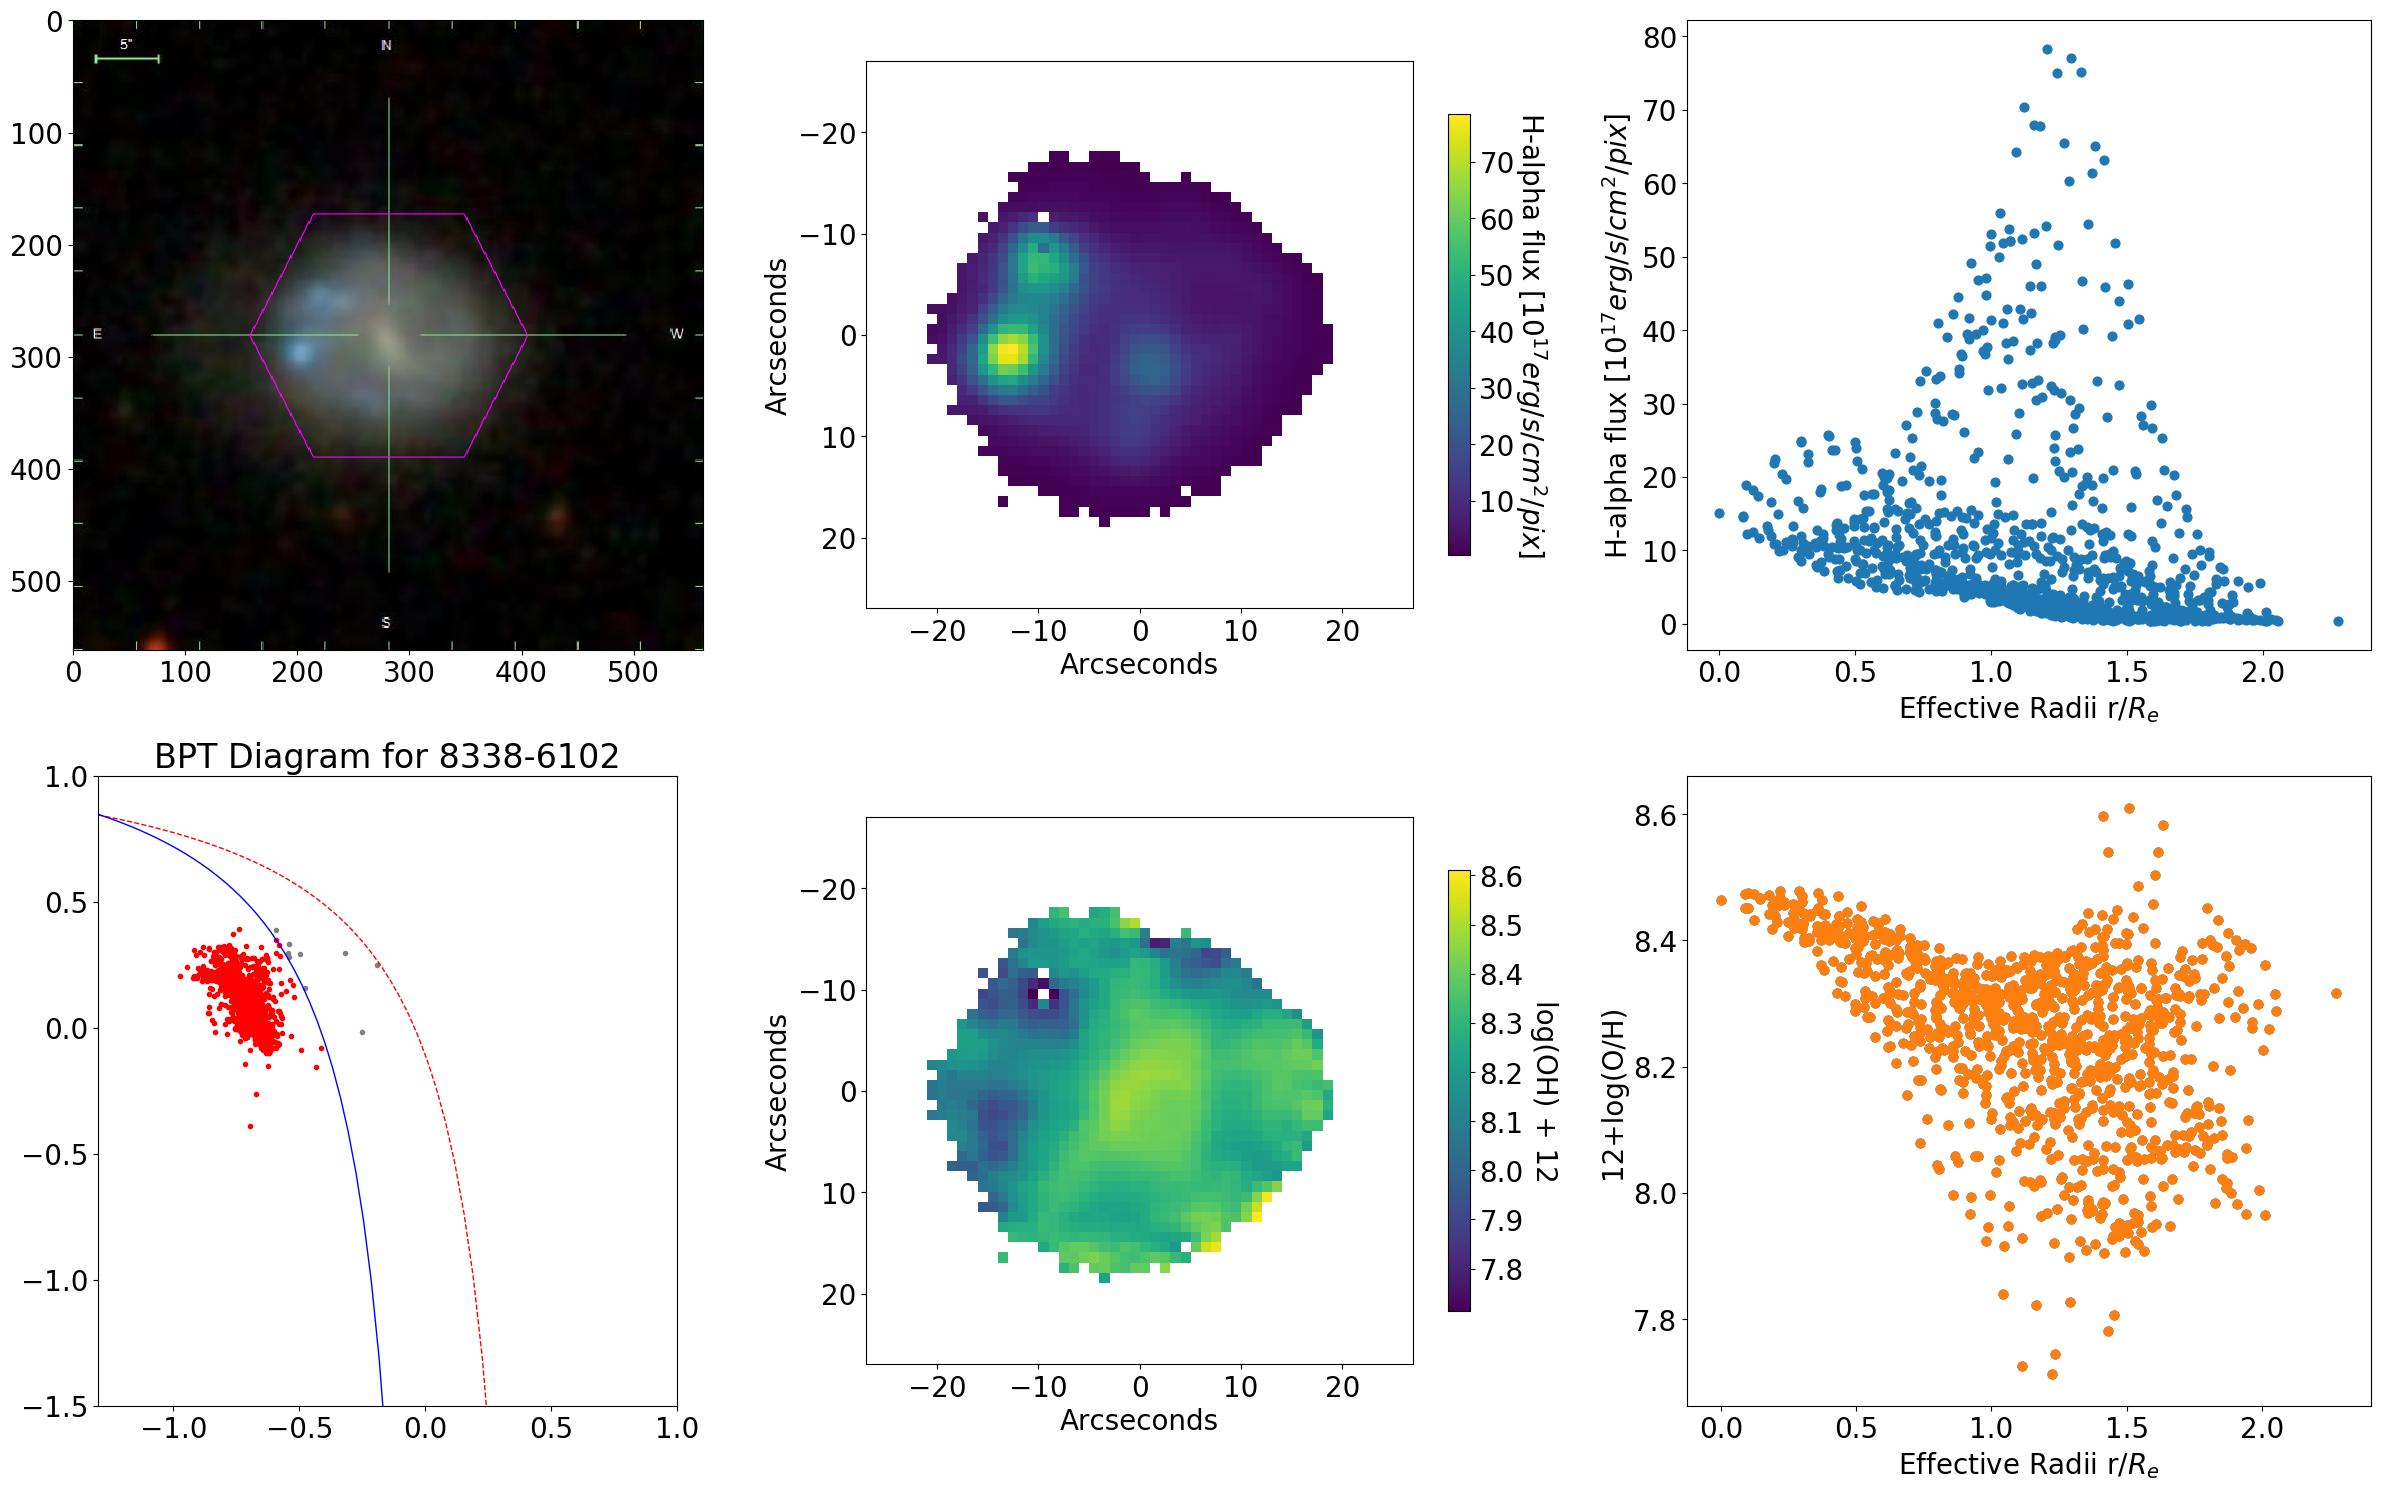 0
100
200
300
400
500
0 100 200 300 400 500
5"
N
E
W
S
−20
−10
0
10
20
Arcseconds
−20 −10 0 10 20
Arcseconds
70
60
50
40
30
20
10
H-alpha flux [10^17 erg/s/cm^2/pix]
80
70
60
50
40
30
20
10
0
H-alpha flux [10^17 erg/s/cm^2/pix]
0.0 0.5 1.0 1.5 2.0
Effective Radii r/R_e
BPT Diagram for 8338-6102
1.0
0.5
0.0
−0.5
−1.0
−1.5
−1.0 −0.5 0.0 0.5 1.0
−20
−10
0
10
20
Arcseconds
−20 −10 0 10 20
Arcseconds
8.6
8.5
8.4
8.3
8.2
8.1
8.0
7.9
7.8
log(OH) + 12
8.6
8.4
8.2
8.0
7.8
12+log(O/H)
0.0 0.5 1.0 1.5 2.0
Effective Radii r/R_e